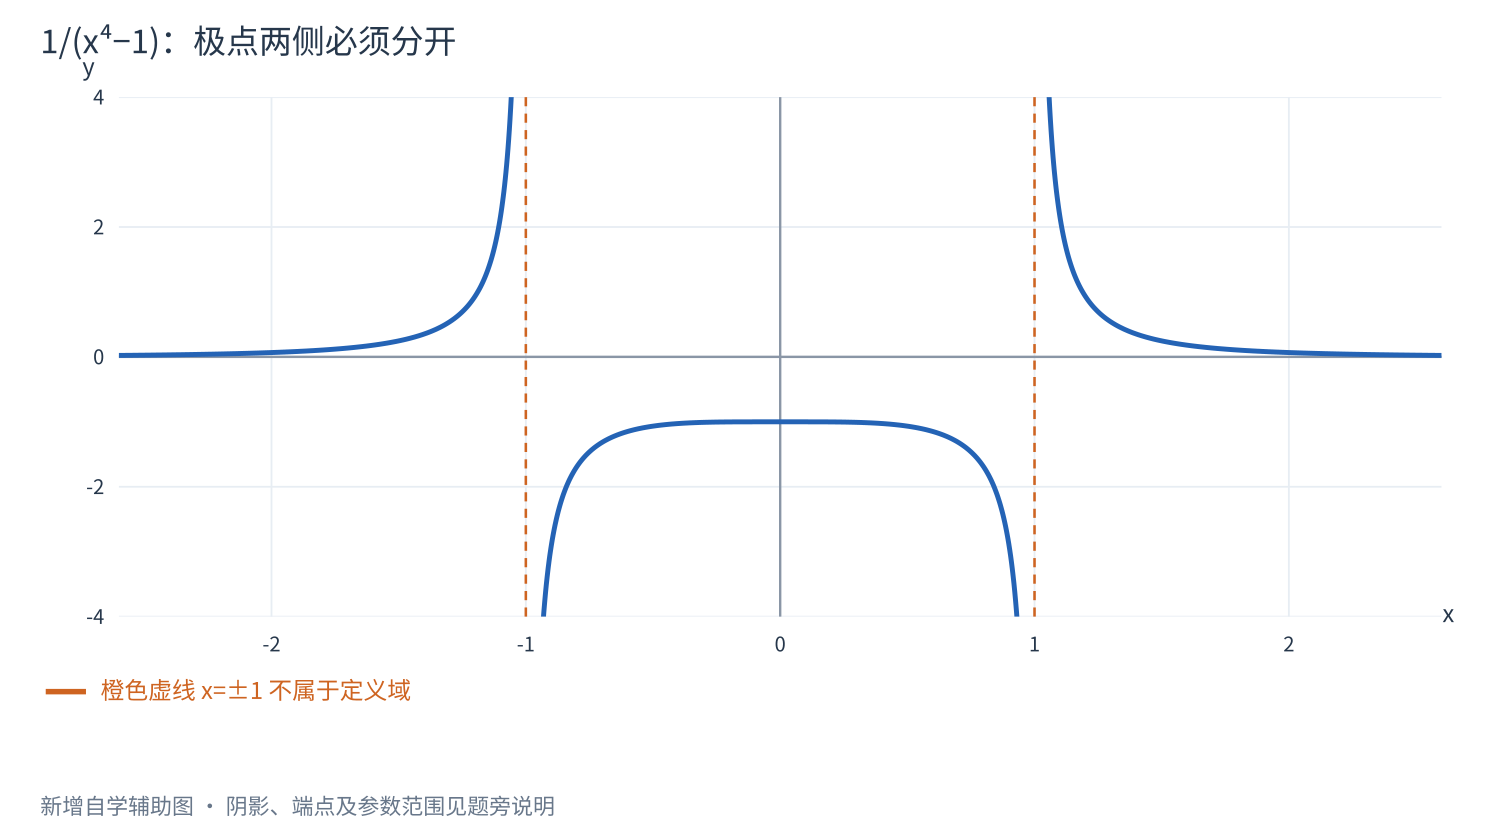 1/(x⁴−1)：极点两侧必须分开
y
4
2
0
-2
-4
x
-2 -1 0 1 2
橙色虚线 x=±1 不属于定义域
新增自学辅助图 · 阴影、端点及参数范围见题旁说明